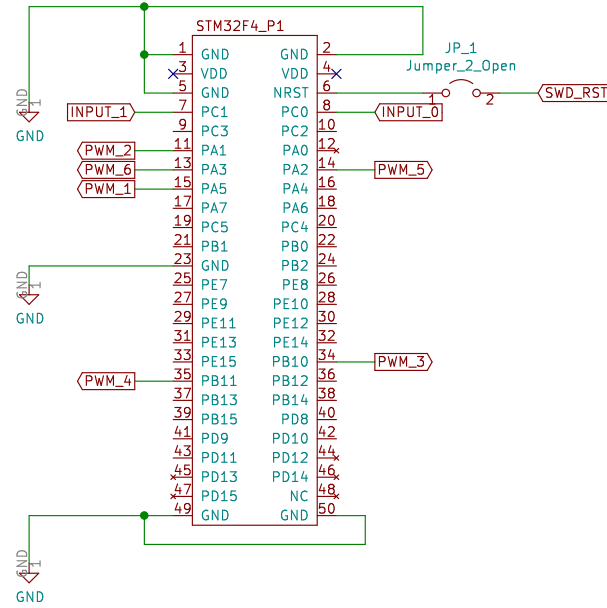 STM32F4_P1
1 GND GND 2
JP_1
Jumper_2_Open
3 VDD VDD 4
5 GND NRST 6
1 2
SWD_RST
GND 1
GND
INPUT_1
7 PC1 PC0 8
INPUT_0
9 PC3 PC2 10
PWM_2
11 PA1 PA0 12
PWM_6
13 PA3 PA2 14
PWM_5
PWM_1
15 PA5 PA4 16
17 PA7 PA6 18
19 PC5 PC4 20
21 PB1 PB0 22
23 GND PB2 24
GND 1
GND
25 PE7 PE8 26
27 PE9 PE10 28
29 PE11 PE12 30
31 PE13 PE14 32
33 PE15 PB10 34
PWM_3
PWM_4
35 PB11 PB12 36
37 PB13 PB14 38
39 PB15 PD8 40
41 PD9 PD10 42
43 PD11 PD12 44
45 PD13 PD14 46
47 PD15 NC 48
49 GND GND 50
GND 1
GND